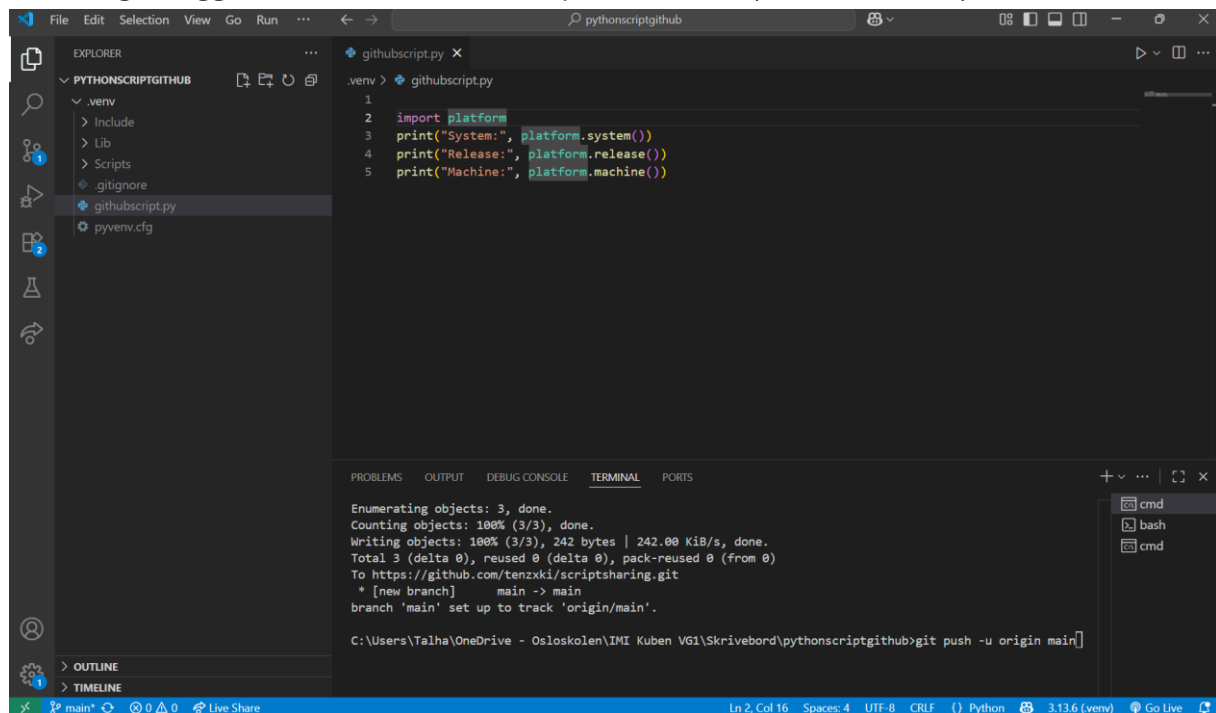 File Edit Selection View Go Run ··· pythonscriptgithub
EXPLORER ···
PYTHONSCRIPTGITHUB
.venv
Include
Lib
Scripts
.gitignore
githubscript.py
pyvenv.cfg
OUTLINE
TIMELINE
1
2
1
githubscript.py
.venv > githubscript.py
1
2 import platform
3 print("System:", platform.system())
4 print("Release:", platform.release())
5 print("Machine:", platform.machine())
PROBLEMS OUTPUT DEBUG CONSOLE TERMINAL PORTS
Enumerating objects: 3, done.
Counting objects: 100% (3/3), done.
Writing objects: 100% (3/3), 242 bytes | 242.00 KiB/s, done.
Total 3 (delta 0), reused 0 (delta 0), pack-reused 0 (from 0)
To https://github.com/tenzxki/scriptsharing.git
* [new branch] main -> main
branch 'main' set up to track 'origin/main'.
C:\Users\Talha\OneDrive - Osloskolen\IMI Kuben VG1\Skrivebord\pythonscriptgithub>git push -u origin main
cmd
bash
cmd
main* 0 0 Live Share Ln 2, Col 16 Spaces: 4 UTF-8 CRLF {} Python 3.13.6 (.venv) Go Live